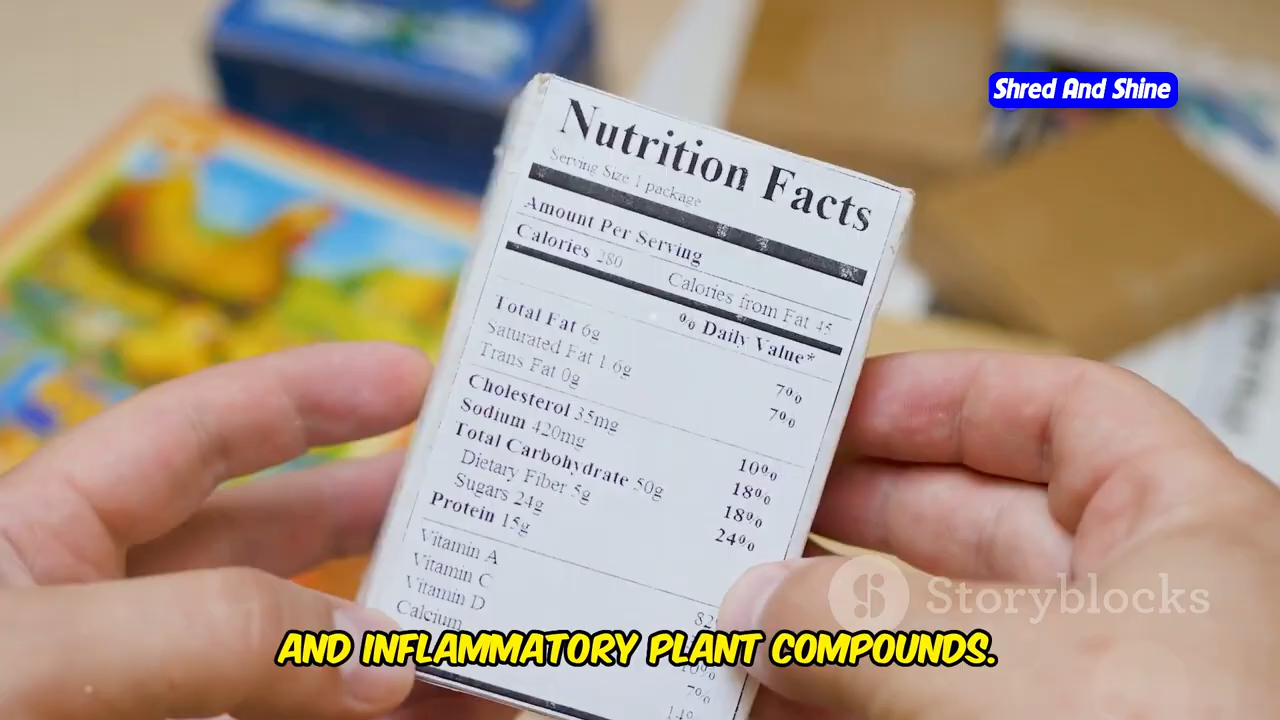 Shred And Shine
Nutrition Facts
Serving Size 1 package
Amount Per Serving
Calories 280 Calories from Fat 45
% Daily Value*
Total Fat 6g 7%
Saturated Fat 1 6g 7%
Trans Fat 0g
Cholesterol 35mg 10%
Sodium 420mg 18%
Total Carbohydrate 50g 18%
Dietary Fiber 5g 24%
Sugars 24g
Protein 15g
Vitamin A
Vitamin C
Vitamin D
Calcium
10%
7%
Storyblocks
AND INFLAMMATORY PLANT COMPOUNDS.